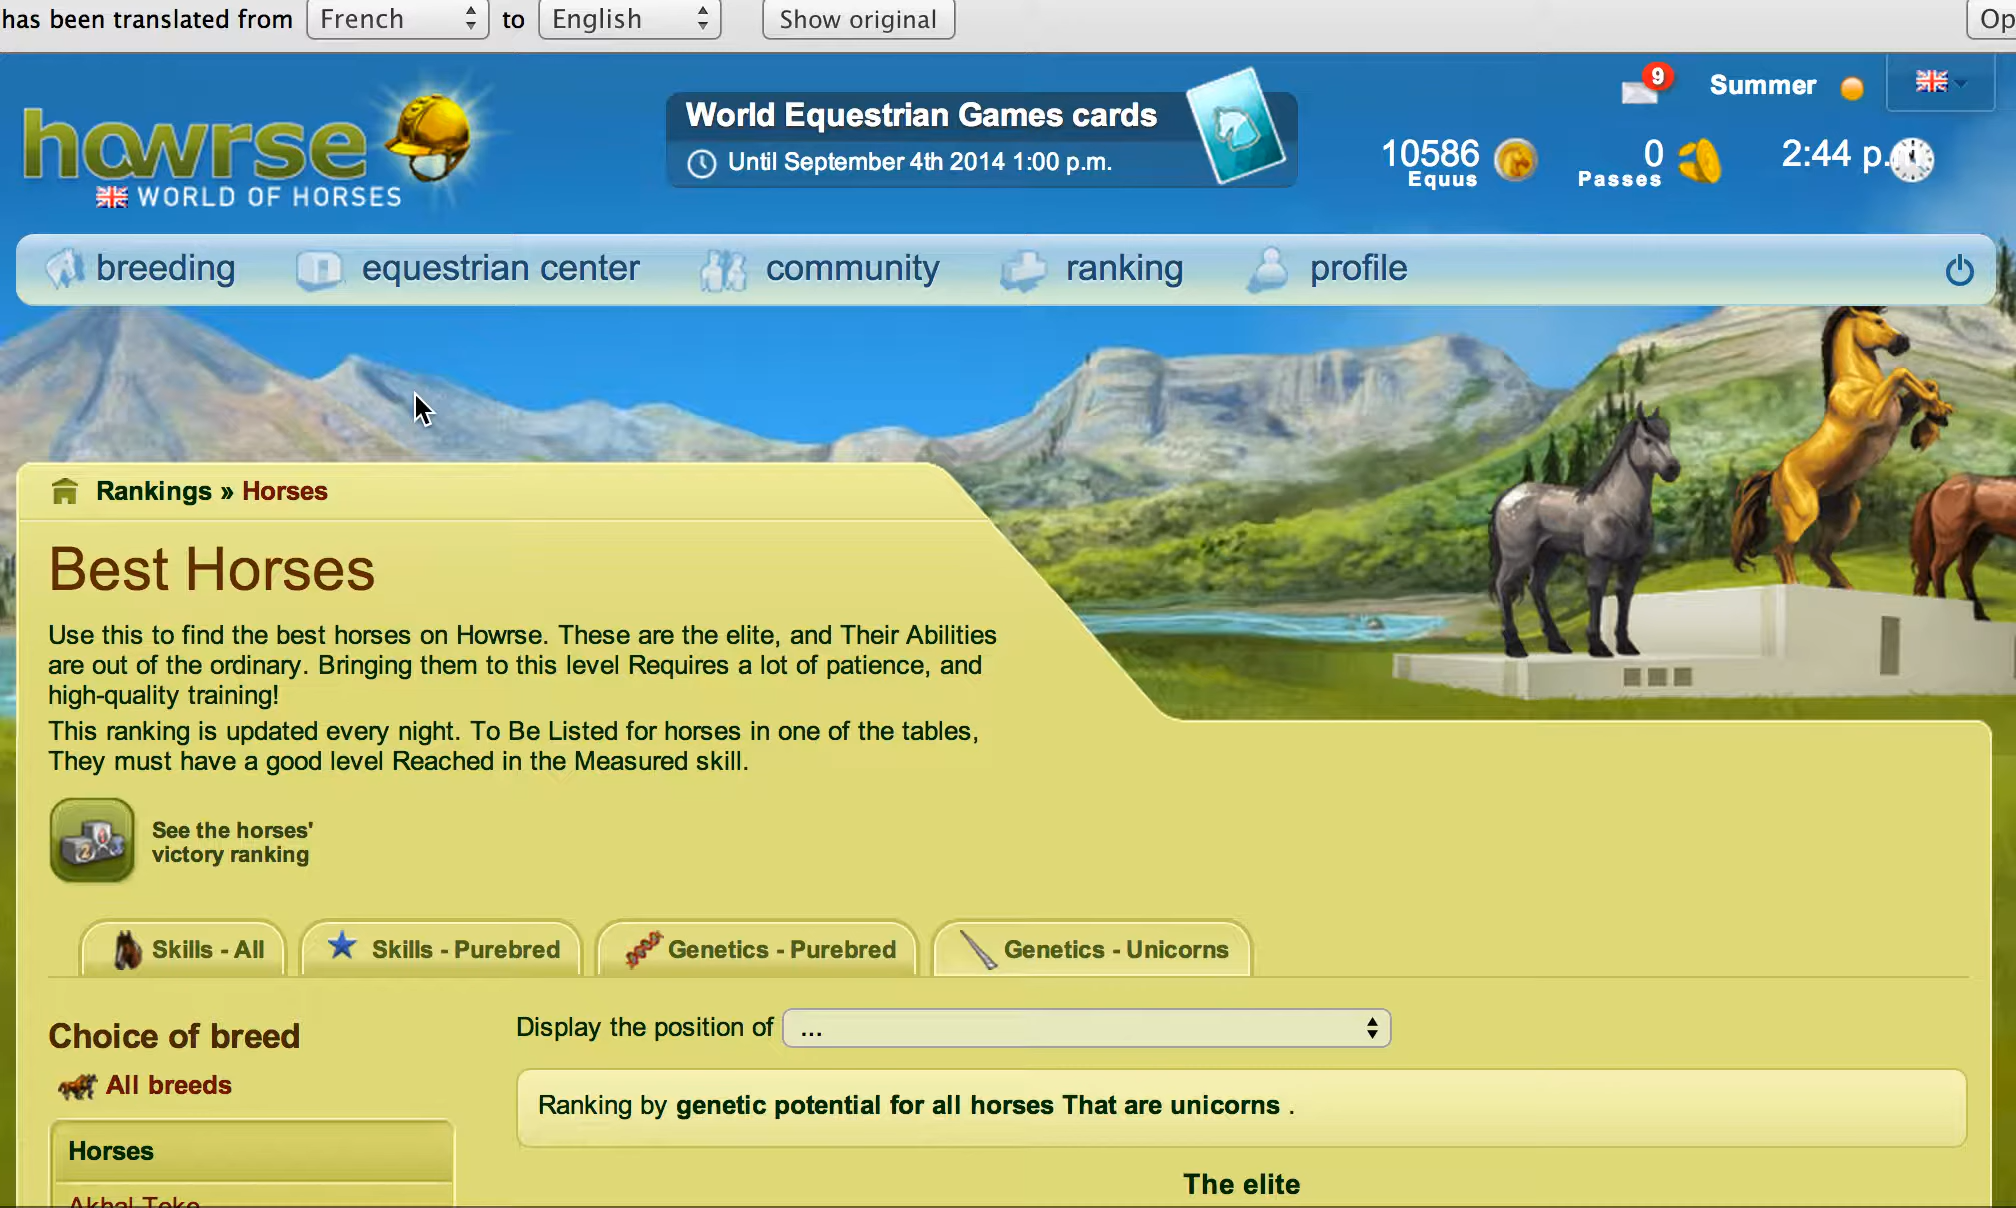 has been translated from French to English Show original Op
World Equestrian Games cards
Until September 4th 2014 1:00 p.m.
9 Summer
howrse
WORLD OF HORSES
10586 Equus
0 Passes
2:44 p.
breeding equestrian center community ranking profile
Rankings » Horses
Best Horses
Use this to find the best horses on Howrse. These are the elite, and Their Abilities
are out of the ordinary. Bringing them to this level Requires a lot of patience, and
high-quality training!
This ranking is updated every night. To Be Listed for horses in one of the tables,
They must have a good level Reached in the Measured skill.
See the horses'
victory ranking
Skills - All Skills - Purebred Genetics - Purebred Genetics - Unicorns
Choice of breed
All breeds
Horses
Akhal-Teke
Display the position of ...
Ranking by genetic potential for all horses That are unicorns .
The elite